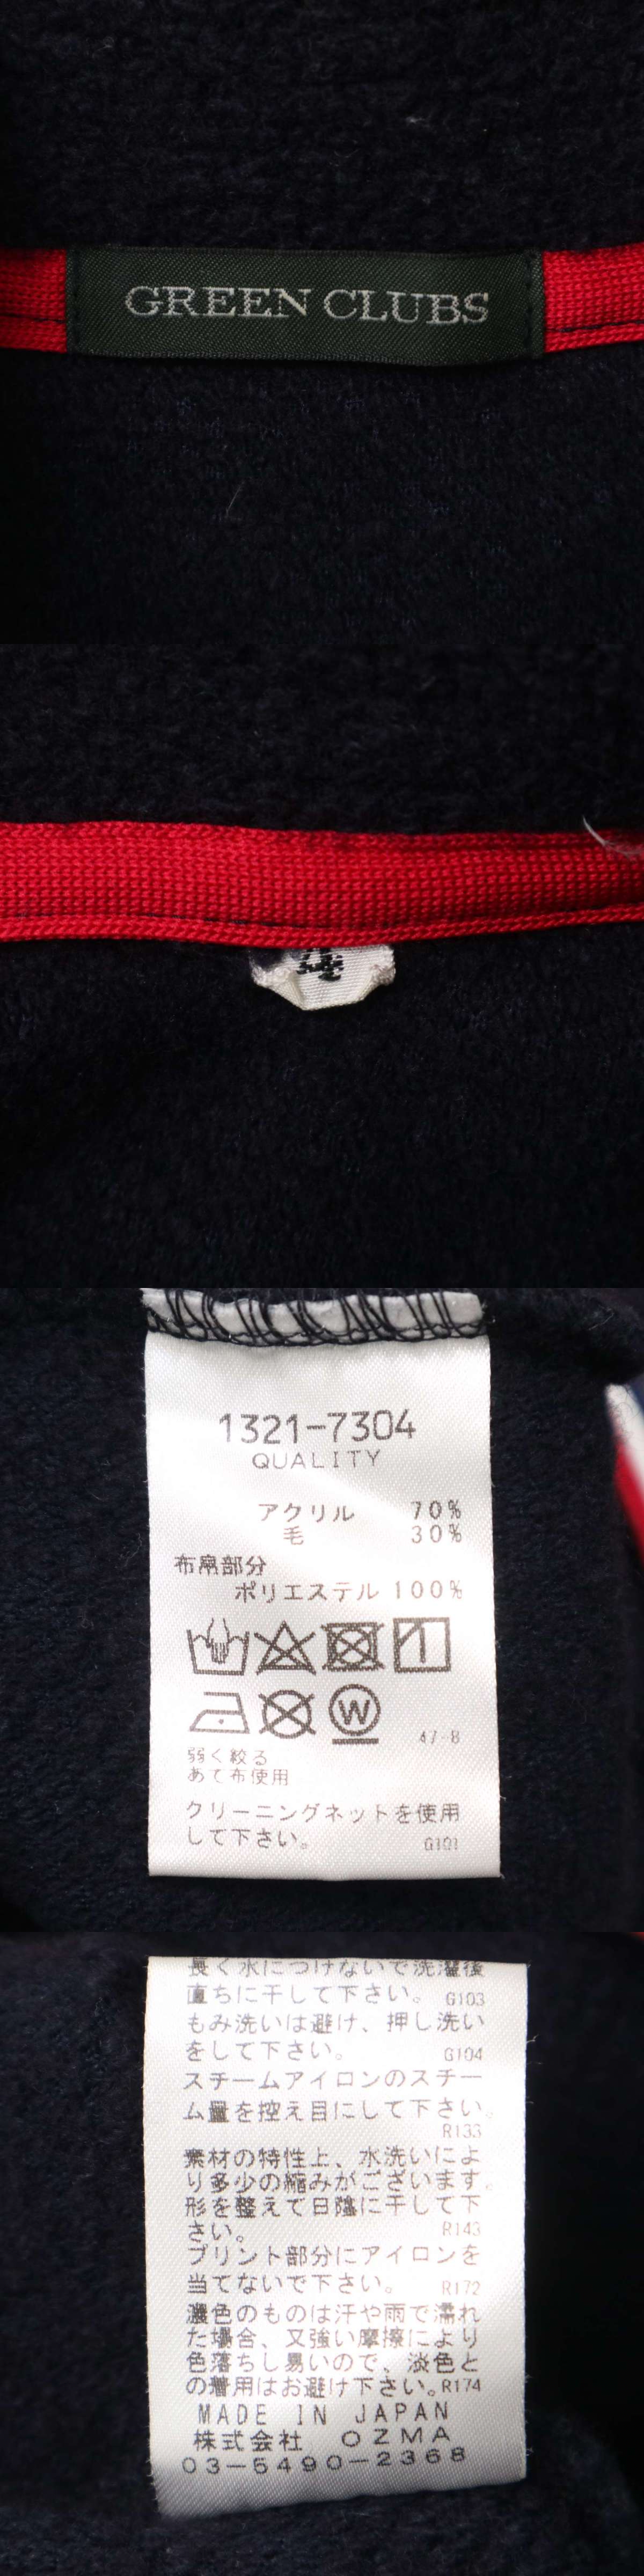 GREEN CLUBS
4
1321-7304
QUALITY
アクリル 70%
毛 30%
布帛部分
ポリエステル 100%
W
47-B
弱く絞る
あて布使用
クリーニングネットを使用
して下さい。 G101
長く水につけないで洗濯後
直ちに干して下さい。 G103
もみ洗いは避け、押し洗い
をして下さい。 G104
スチームアイロンのスチー
ム量を控え目にして下さい。
R133
素材の特性上、水洗いによ
り多少の縮みがございます。
形を整えて日陰に干して下
さい。 R143
プリント部分にアイロンを
当てないで下さい。 R172
濃色のものは汗や雨で濡れ
た場合、又強い摩擦により
色落ちし易いので、淡色と
の着用はお避け下さい。R174
MADE IN JAPAN
株式会社 OZMA
03-5490-2368